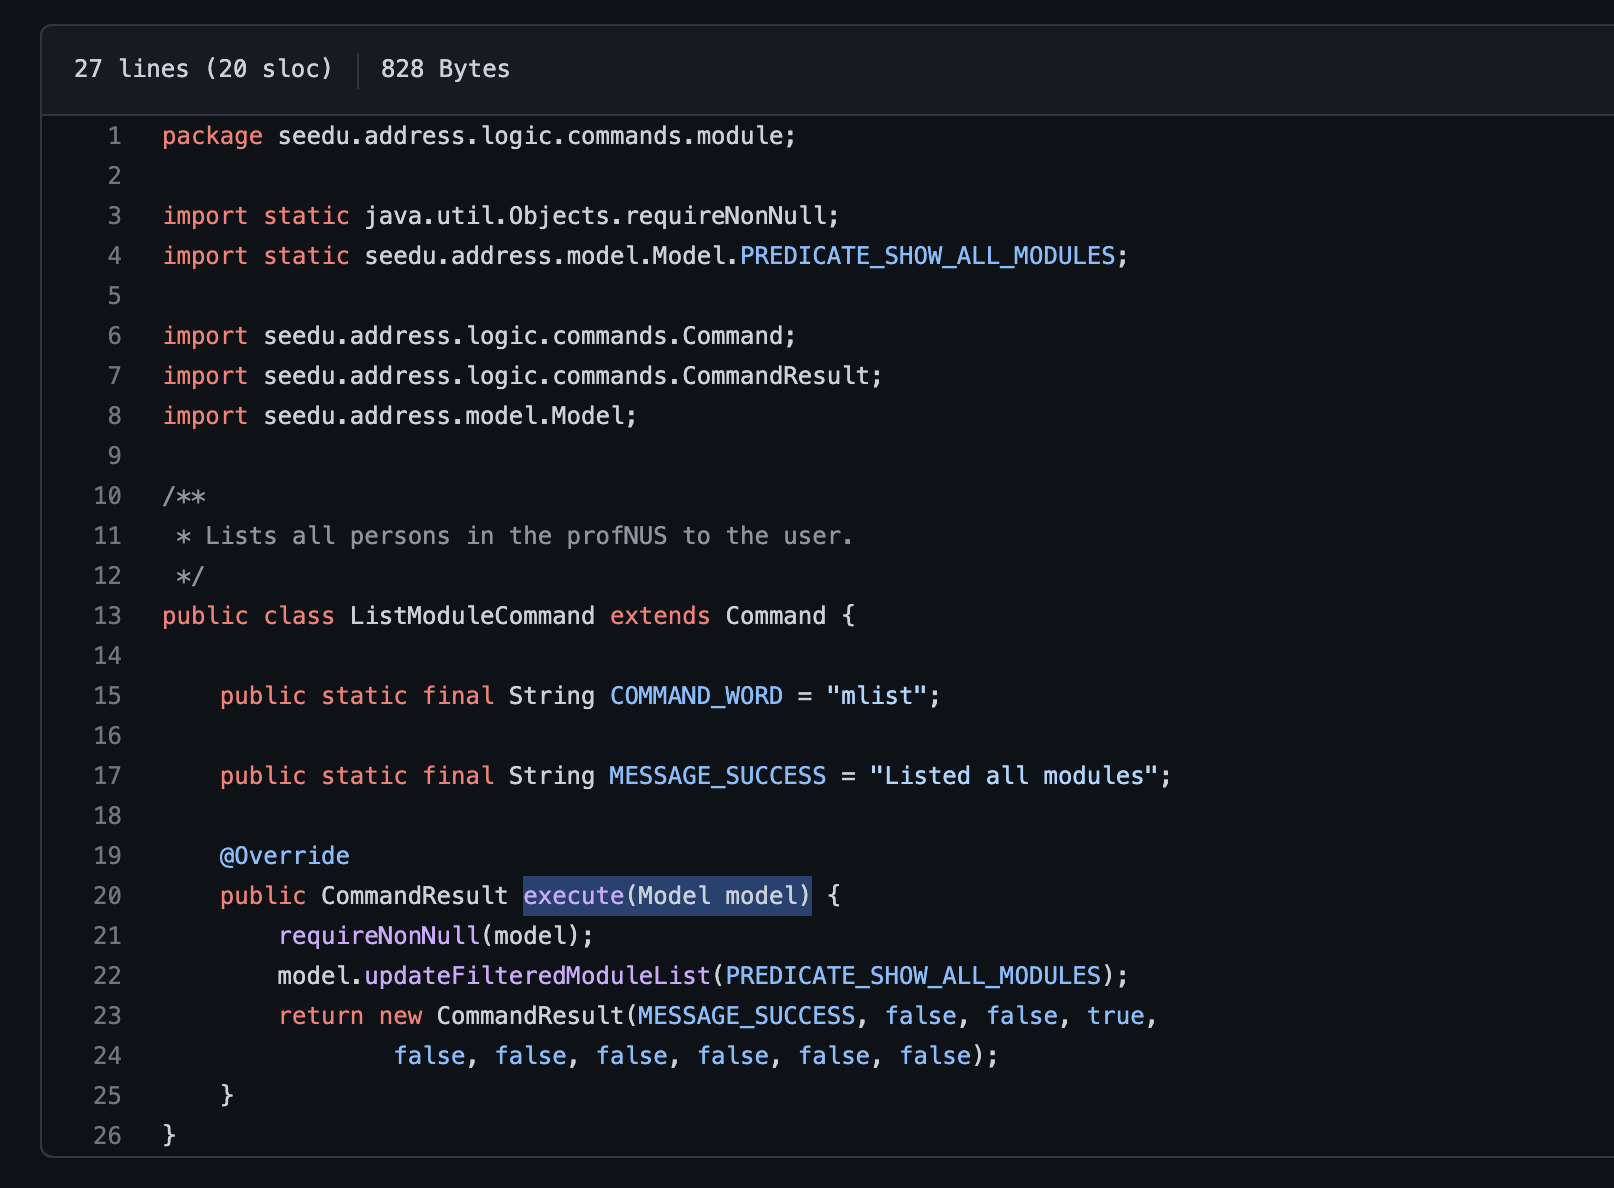 27 lines (20 sloc) 828 Bytes
1 package seedu.address.logic.commands.module;
2
3 import static java.util.Objects.requireNonNull;
4 import static seedu.address.model.Model.PREDICATE_SHOW_ALL_MODULES;
5
6 import seedu.address.logic.commands.Command;
7 import seedu.address.logic.commands.CommandResult;
8 import seedu.address.model.Model;
9
10 /**
11  * Lists all persons in the profNUS to the user.
12  */
13 public class ListModuleCommand extends Command {
14
15     public static final String COMMAND_WORD = "mlist";
16
17     public static final String MESSAGE_SUCCESS = "Listed all modules";
18
19     @Override
20     public CommandResult execute(Model model) {
21         requireNonNull(model);
22         model.updateFilteredModuleList(PREDICATE_SHOW_ALL_MODULES);
23         return new CommandResult(MESSAGE_SUCCESS, false, false, true,
24                 false, false, false, false, false, false);
25     }
26 }